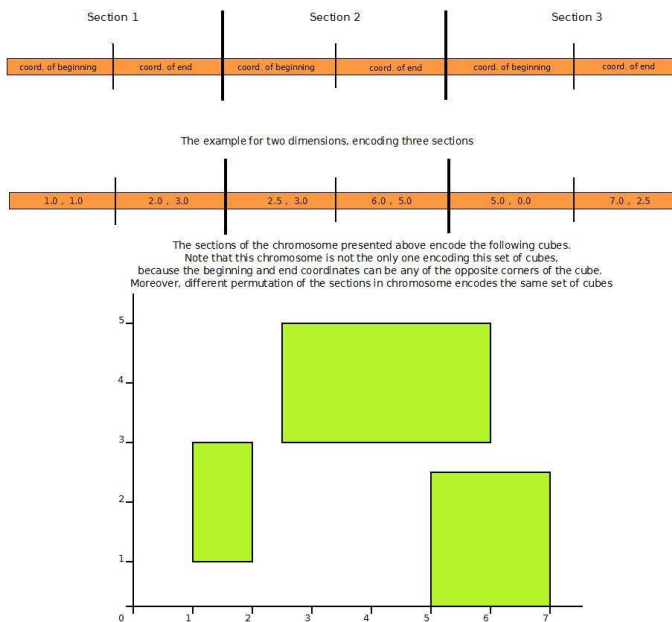 Section 1 Section 2 Section 3
coord. of beginning coord. of end coord. of beginning coord. of end coord. of beginning coord. of end
The example for two dimensions, encoding three sections
1.0 , 1.0 2.0 , 3.0 2.5 , 3.0 6.0 , 5.0 5.0 , 0.0 7.0 , 2.5
The sections of the chromosome presented above encode the following cubes.
Note that this chromosome is not the only one encoding this set of cubes,
because the beginning and end coordinates can be any of the opposite corners of the cube.
Moreover, different permutation of the sections in chromosome encodes the same set of cubes
5
4
3
2
1
0 1 2 3 4 5 6 7